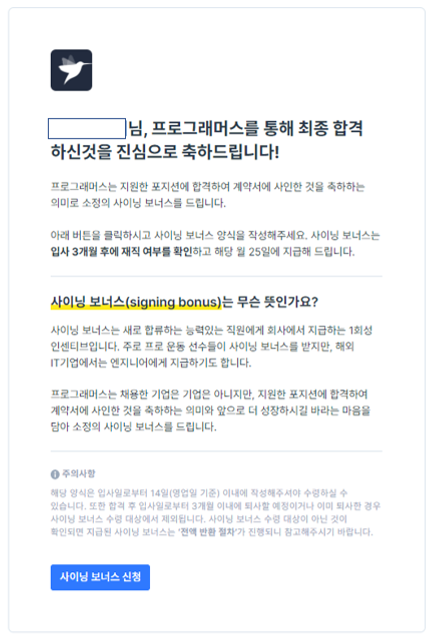 님, 프로그래머스를 통해 최종 합격
하신것을 진심으로 축하드립니다!
프로그래머스는 지원한 포지션에 합격하여 계약서에 사인한 것을 축하하는
의미로 소정의 사이닝 보너스를 드립니다.
아래 버튼을 클릭하시고 사이닝 보너스 양식을 작성해주세요. 사이닝 보너스는
입사 3개월 후에 재직 여부를 확인하고 해당 월 25일에 지급해 드립니다.
사이닝 보너스(signing bonus)는 무슨 뜻인가요?
사이닝 보너스는 새로 합류하는 능력있는 직원에게 회사에서 지급하는 1회성
인센티브입니다. 주로 프로 운동 선수들이 사이닝 보너스를 받지만, 해외
IT기업에서는 엔지니어에게 지급하기도 합니다.
프로그래머스는 채용한 기업은 기업은 아니지만, 지원한 포지션에 합격하여
계약서에 사인한 것을 축하하는 의미와 앞으로 더 성장하시길 바라는 마음을
담아 소정의 사이닝 보너스를 드립니다.
주의사항
해당 양식은 입사일로부터 14일(영업일 기준) 이내에 작성해주셔야 수령하실 수
있습니다. 또한 합격 후 입사일로부터 3개월 이내에 퇴사할 예정이거나 이미 퇴사한 경우
사이닝 보너스 수령 대상에서 제외됩니다. 사이닝 보너스 수령 대상이 아닌 것이
확인되면 지급된 사이닝 보너스는 '전액 반환 절차'가 진행되니 참고해주시기 바랍니다.
사이닝 보너스 신청